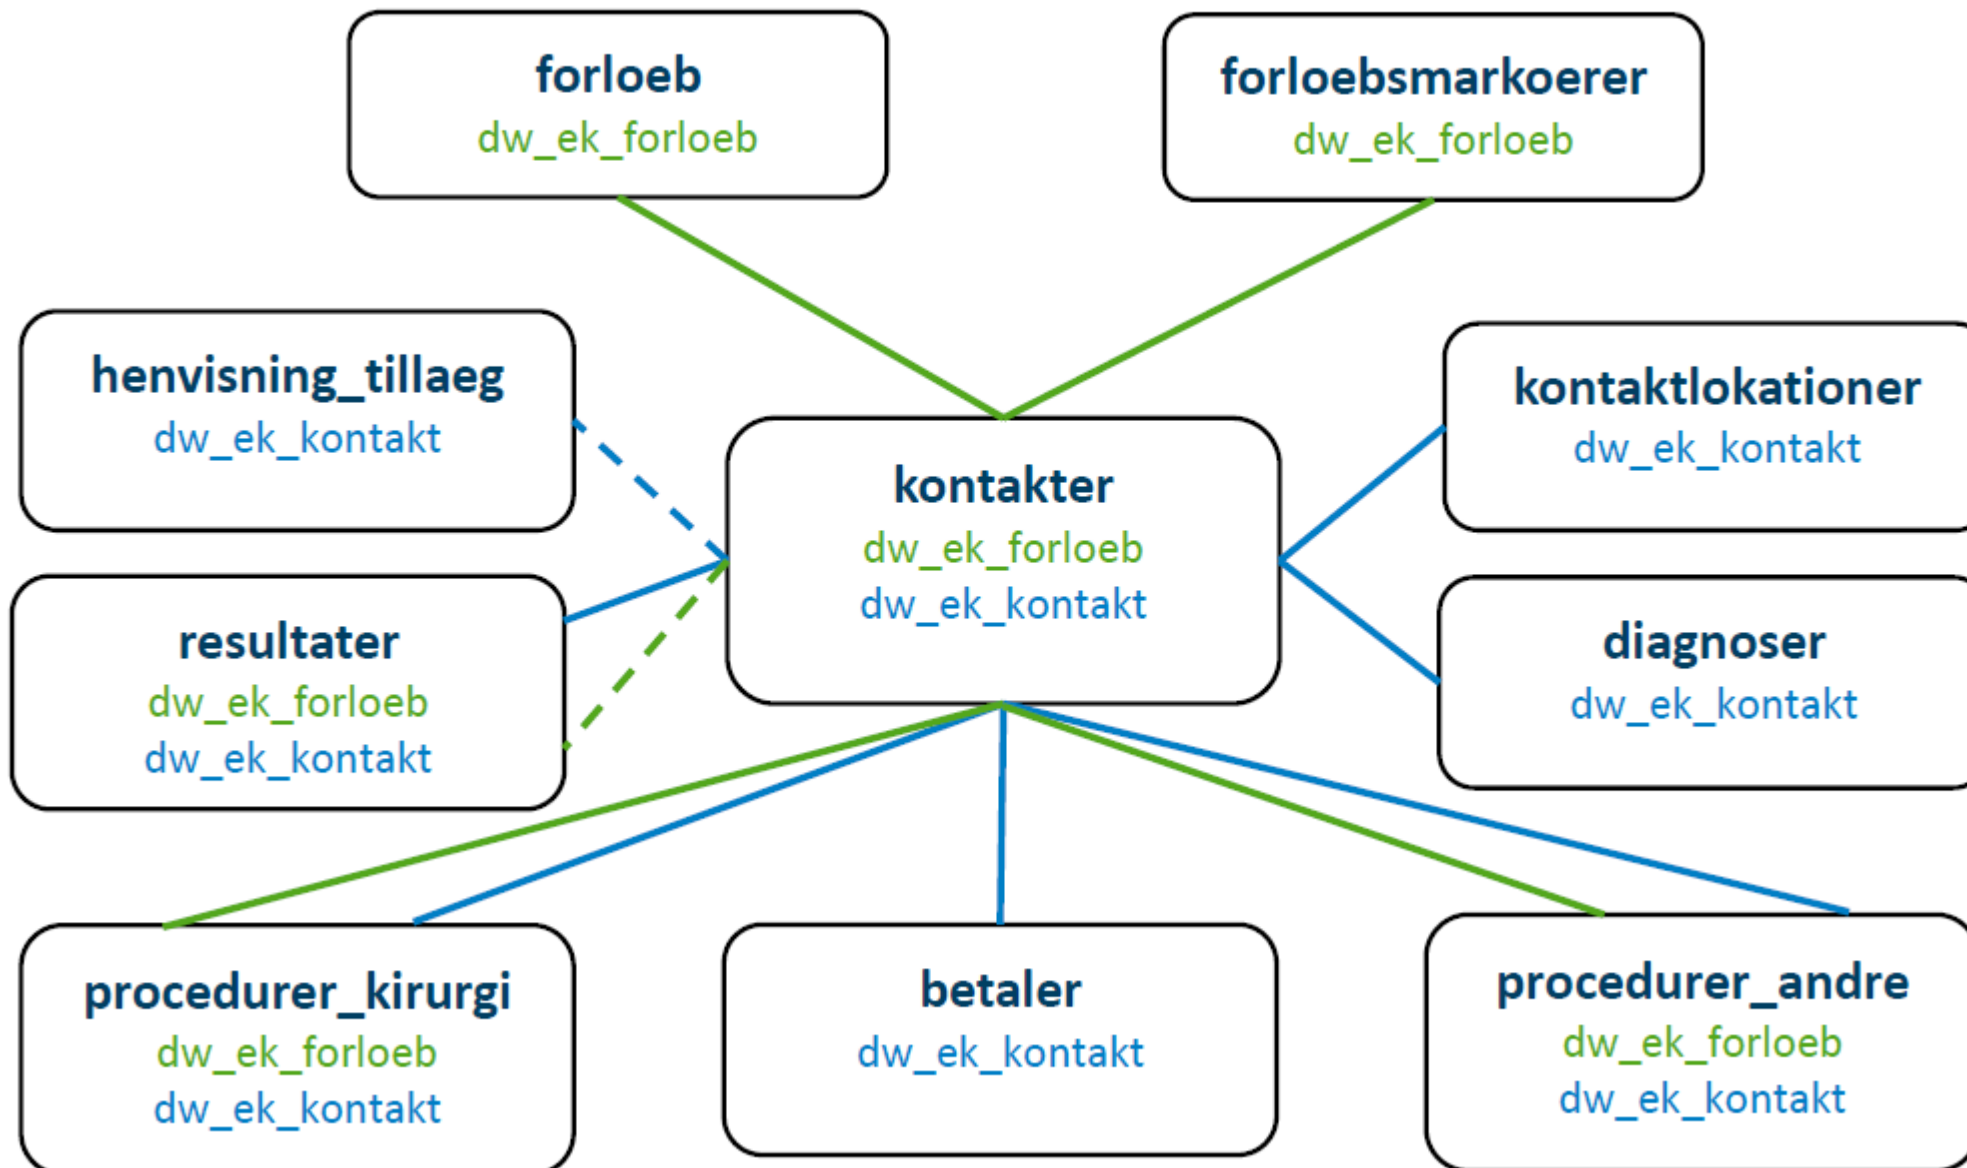 forloeb
dw_ek_forloeb
forloebsmarkoerer
dw_ek_forloeb
henvisning_tillaeg
dw_ek_kontakt
kontaktlokationer
dw_ek_kontakt
kontakter
dw_ek_forloeb
dw_ek_kontakt
resultater
dw_ek_forloeb
dw_ek_kontakt
diagnoser
dw_ek_kontakt
procedurer_kirurgi
dw_ek_forloeb
dw_ek_kontakt
betaler
dw_ek_kontakt
procedurer_andre
dw_ek_forloeb
dw_ek_kontakt